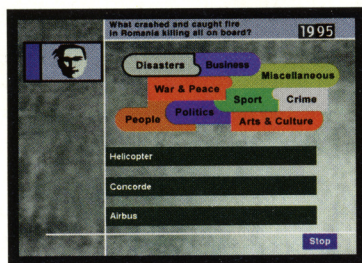 What crashed and caught fire
in Romania killing all on board?
1995
Disasters
Business
Miscellaneous
War & Peace
Sport
Crime
People
Politics
Arts & Culture
Helicopter
Concorde
Airbus
Stop